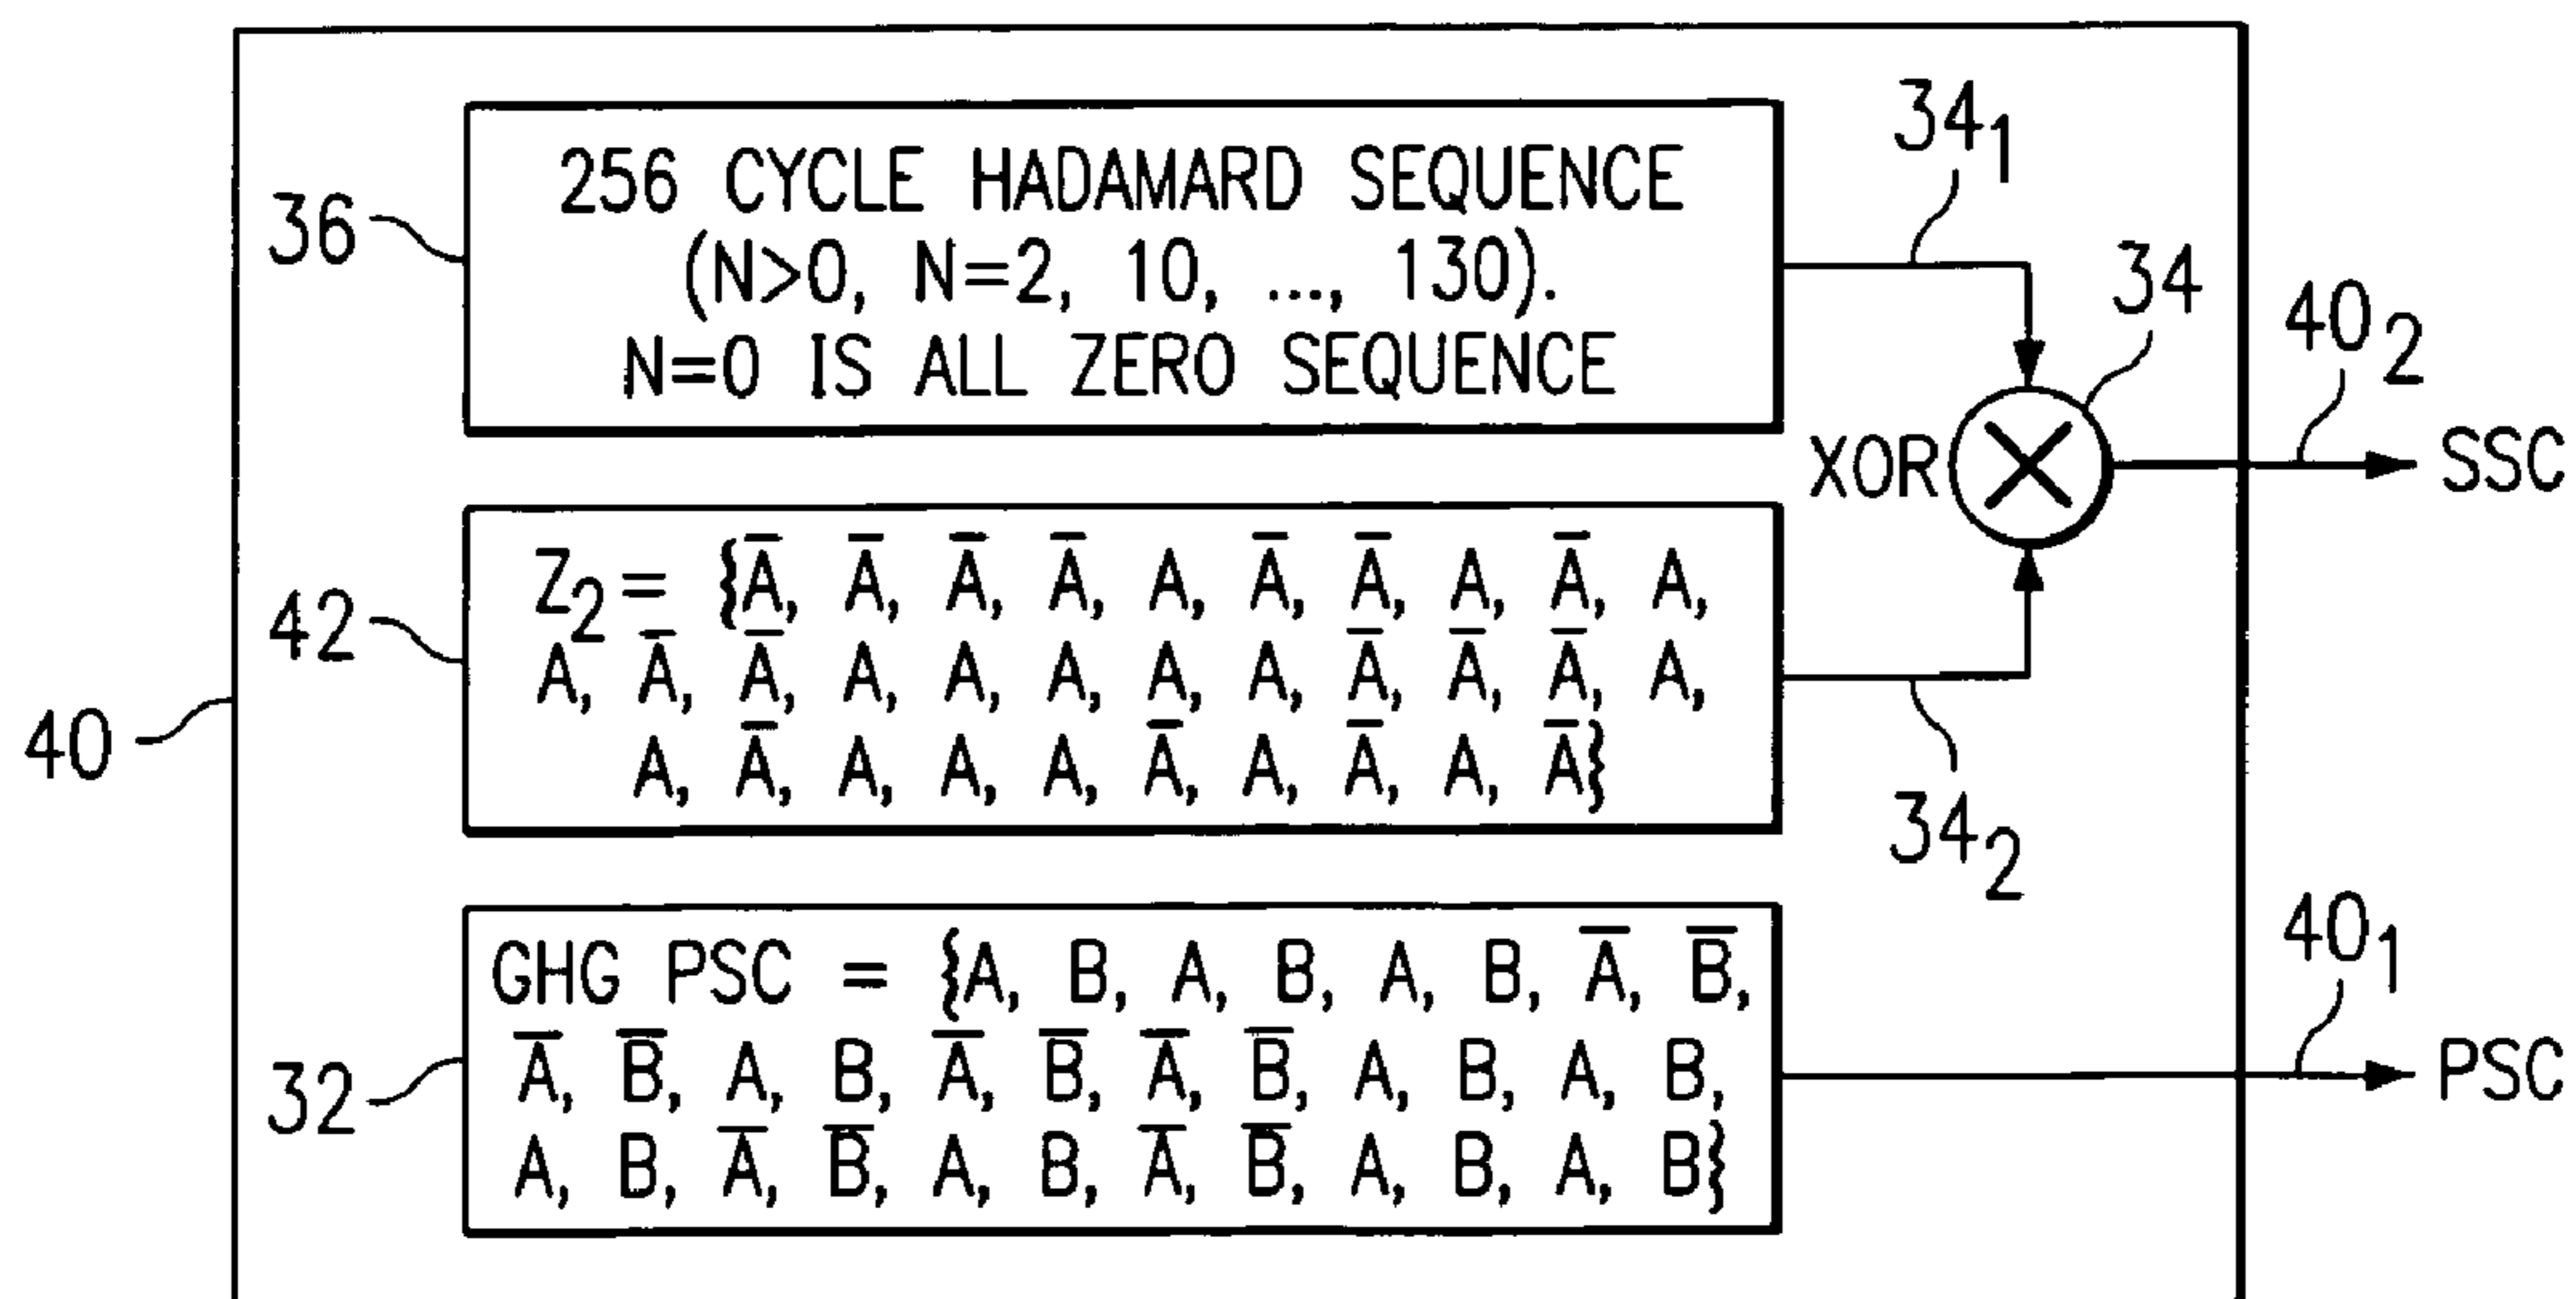 256 CYCLE HADAMARD SEQUENCE
(N>0, N=2, 10, ..., 130).
N=0 IS ALL ZERO SEQUENCE
36
34₁
34
40₂
XOR
SSC
Z₂ = {A̅, A̅, A̅, A̅, A, A̅, A̅, A, A̅, A,
A, A̅, A̅, A, A, A, A, A, A̅, A̅, A̅, A,
A, A̅, A, A, A, A̅, A, A̅, A, A̅}
42
34₂
40
GHG PSC = {A, B, A, B, A, B, A̅, B̅,
A̅, B̅, A, B, A̅, B̅, A̅, B̅, A, B, A, B,
A, B, A̅, B̅, A, B, A̅, B̅, A, B, A, B}
32
40₁
PSC